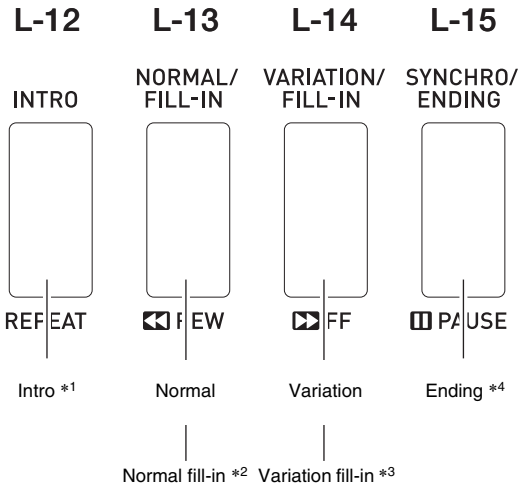 L-12 L-13 L-14 L-15
INTRO NORMAL/ FILL-IN VARIATION/ FILL-IN SYNCHRO/ ENDING
REPEAT REW FF PAUSE
Intro *1 Normal Variation Ending *4
Normal fill-in *2 Variation fill-in *3